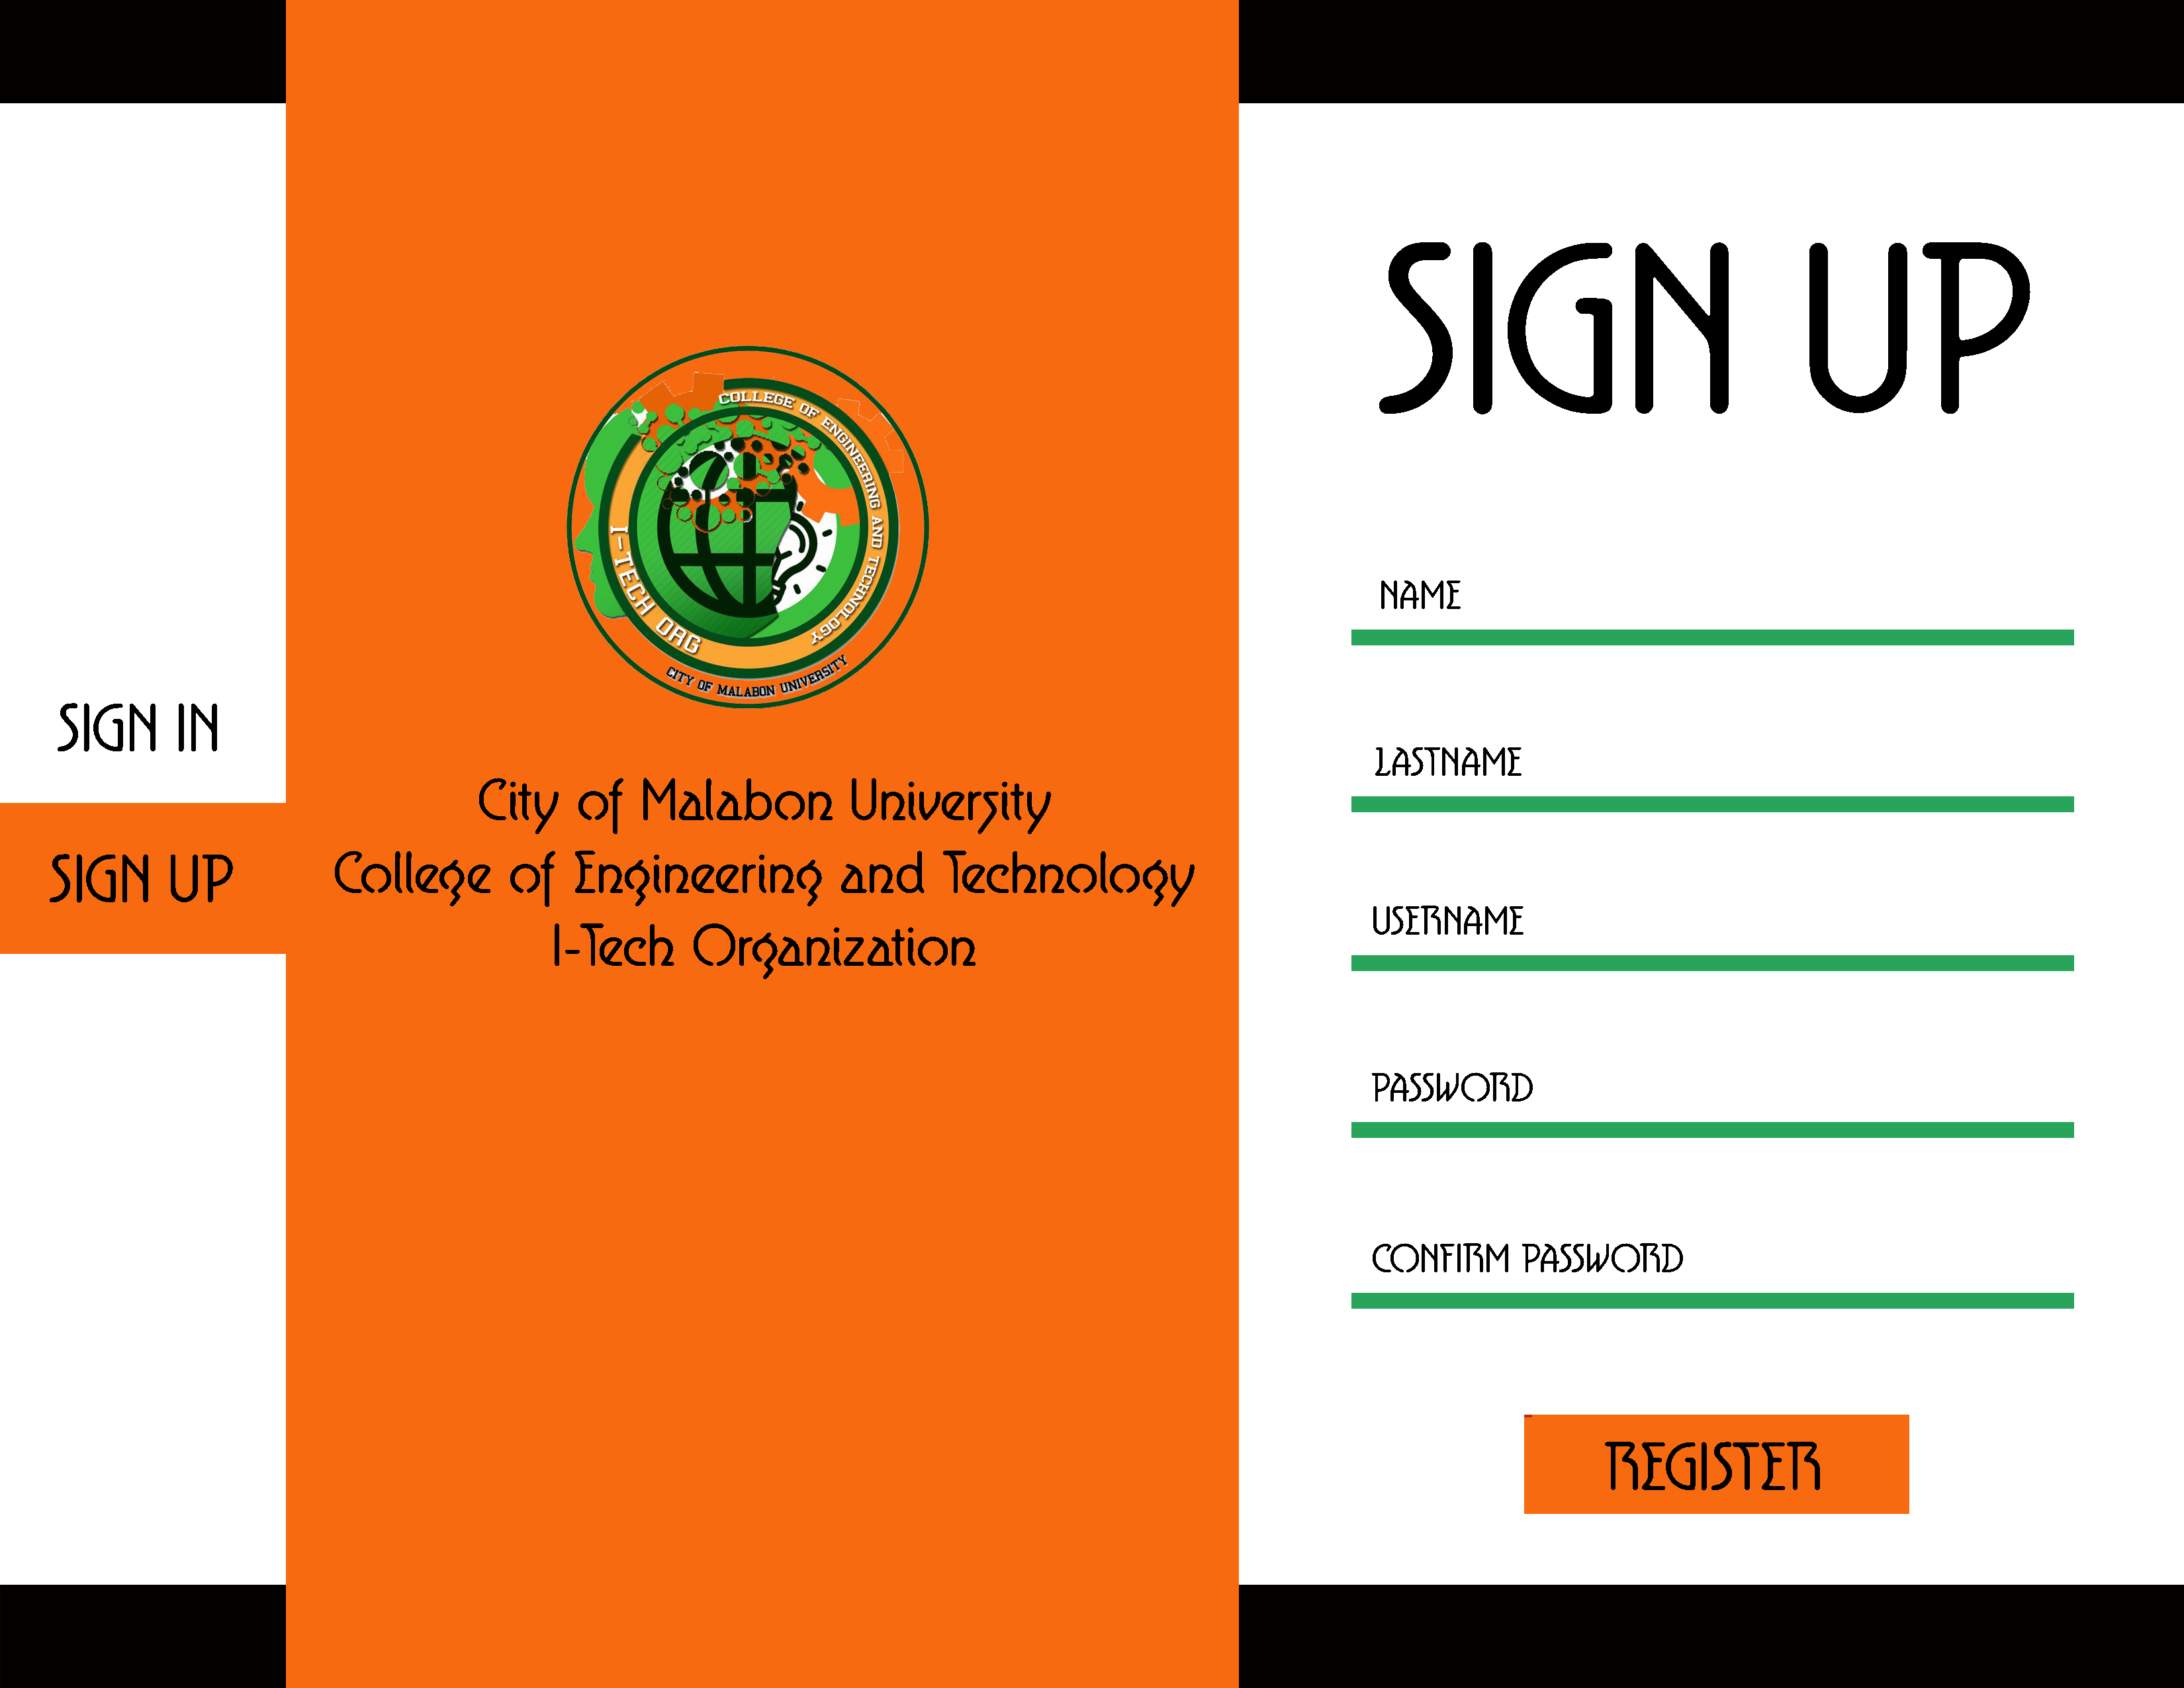 SIGN IN
SIGN UP
COLLEGE OF ENGINEERING AND TECHNOLOGY
I-TECH ORG
CITY OF MALABON UNIVERSITY
City of Malabon University
College of Engineering and Technology
I-Tech Organization
SIGN UP
NAME
LASTNAME
USERNAME
PASSWORD
CONFIRM PASSWORD
REGISTER